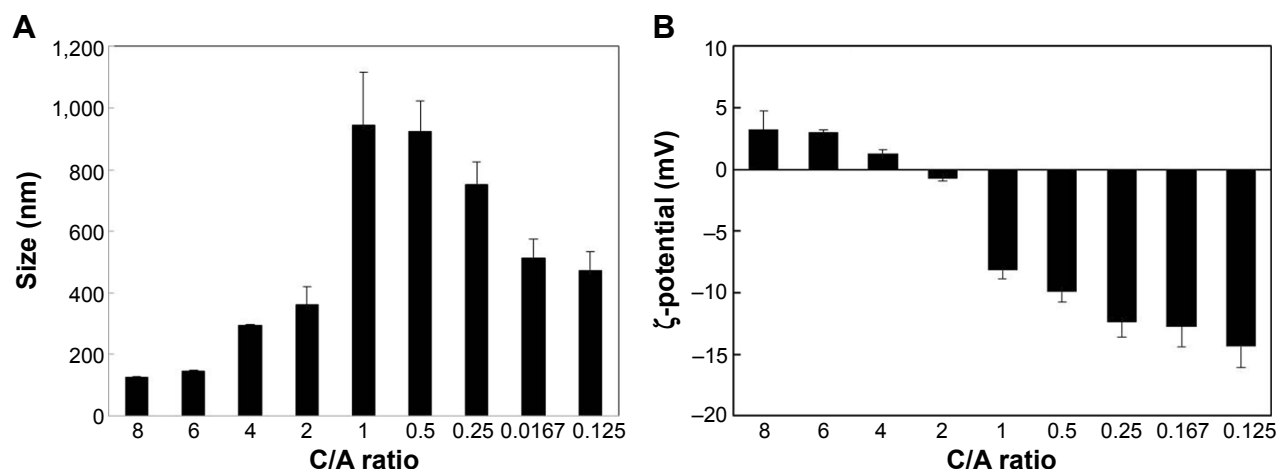 A
1,200
1,000
800
600
400
200
0
Size (nm)
8 6 4 2 1 0.5 0.25 0.0167 0.125
C/A ratio
B
10
5
0
–5
–10
–15
–20
ζ-potential (mV)
8 6 4 2 1 0.5 0.25 0.167 0.125
C/A ratio